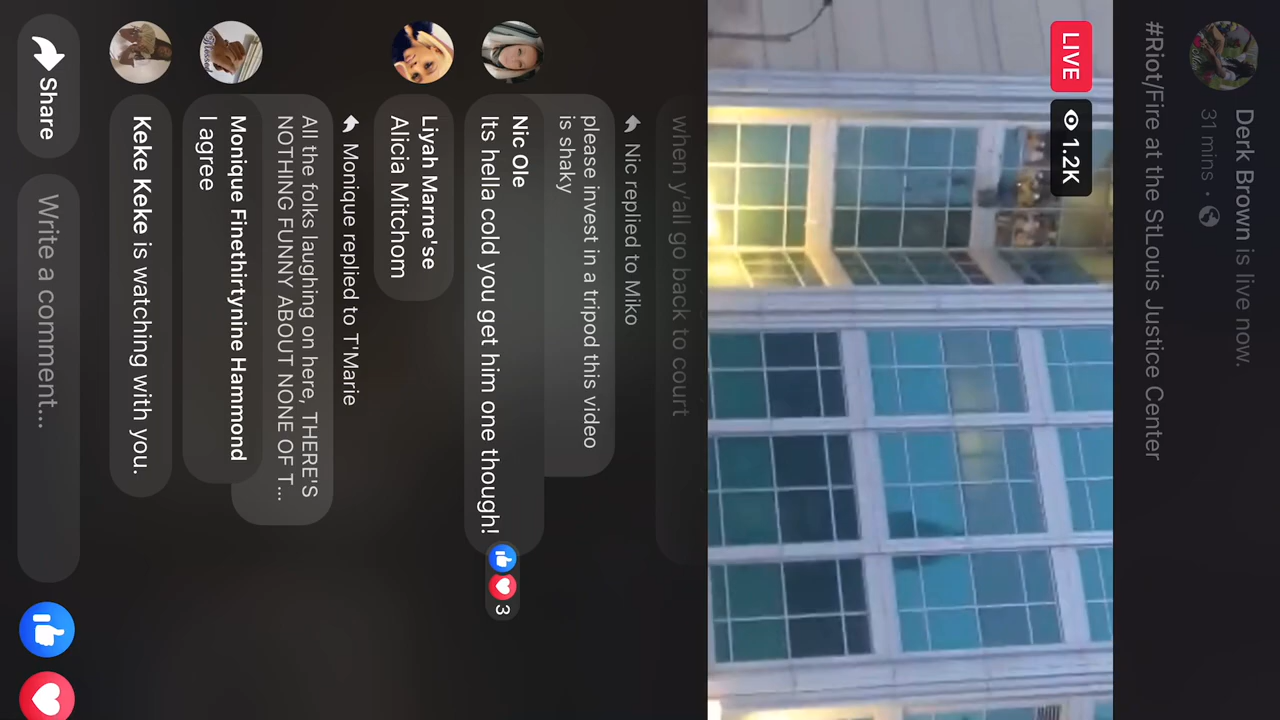 Derk Brown is live now.
31 mins ·
#Riot/Fire at the StLouis Justice Center
LIVE
1.2K
when y'all go back to court
Nic replied to Miko
please invest in a tripod this video
is shaky
Nic Ole
Its hella cold you get him one though!
3
Liyah Marne'se
Alicia Mitchom
Monique replied to T'Marie
All the folks laughing on here, THERE'S
NOTHING FUNNY ABOUT NONE OF T...
Monique Finethirtynine Hammond
I agree
Keke Keke is watching with you.
Share
Write a comment...